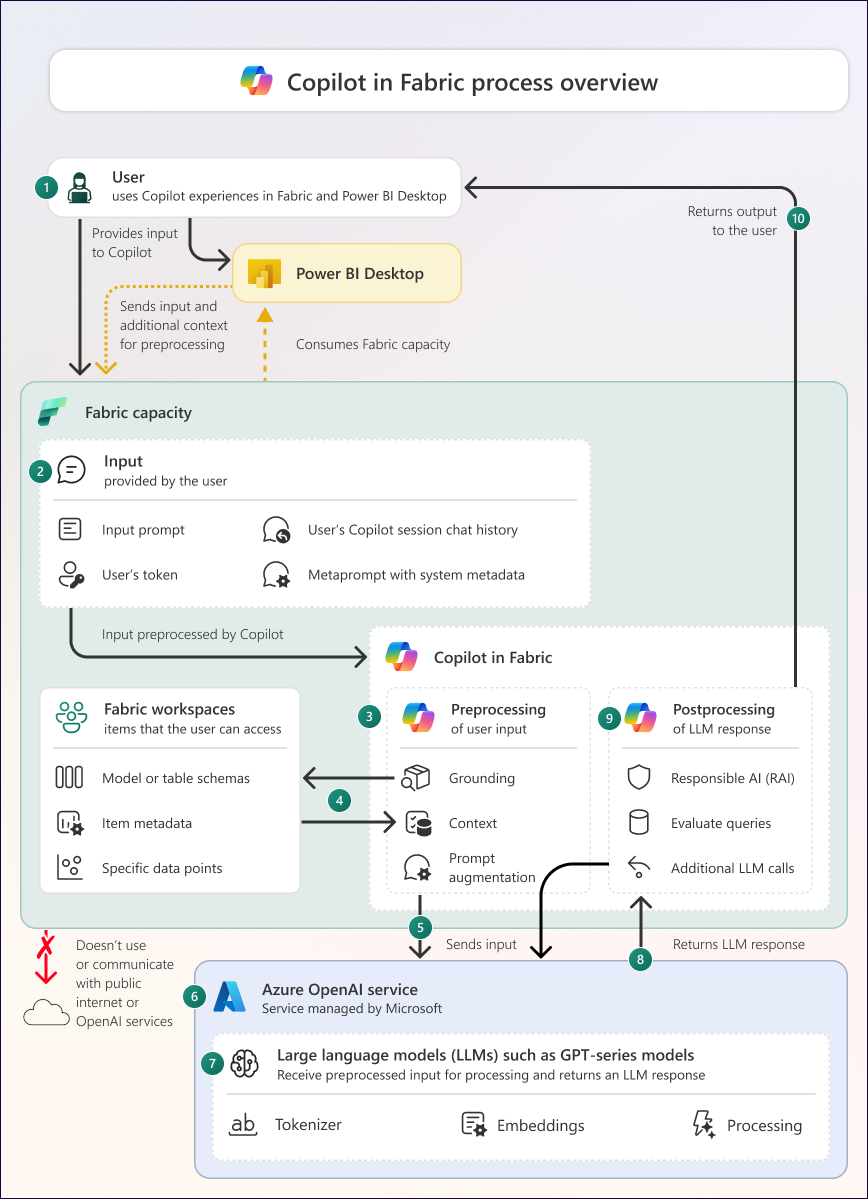 Copilot in Fabric process overview
1
User
uses Copilot experiences in Fabric and Power BI Desktop
Returns output
to the user
10
Provides input
to Copilot
Power BI Desktop
Sends input and
additional context
for preprocessing
Consumes Fabric capacity
Fabric capacity
2
Input
provided by the user
Input prompt
User's Copilot session chat history
User's token
Metaprompt with system metadata
Input preprocessed by Copilot
Copilot in Fabric
Fabric workspaces
items that the user can access
Model or table schemas
Item metadata
Specific data points
3
Preprocessing
of user input
Grounding
Context
Prompt
augmentation
4
9
Postprocessing
of LLM response
Responsible AI (RAI)
Evaluate queries
Additional LLM calls
5
Sends input
8
Returns LLM response
Doesn't use
or communicate
with public
internet or
OpenAI services
6
Azure OpenAI service
Service managed by Microsoft
7
Large language models (LLMs) such as GPT-series models
Receive preprocessed input for processing and returns an LLM response
ab
Tokenizer
Embeddings
Processing